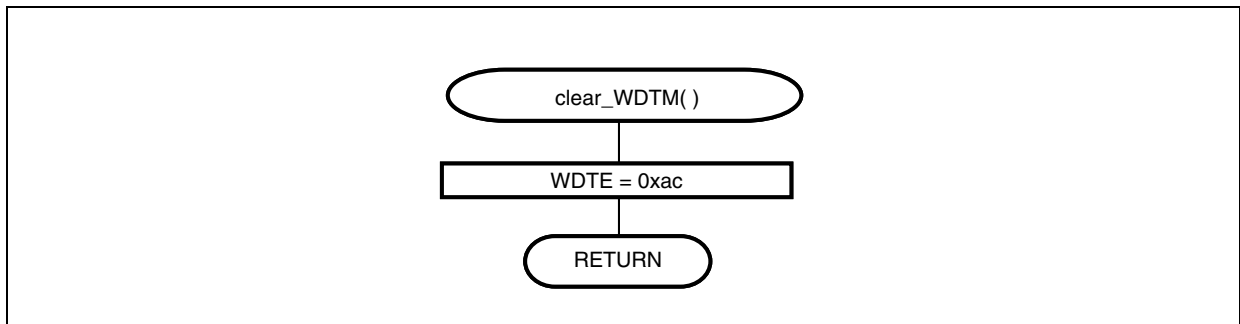 clear_WDTM( )
WDTE = 0xac
RETURN